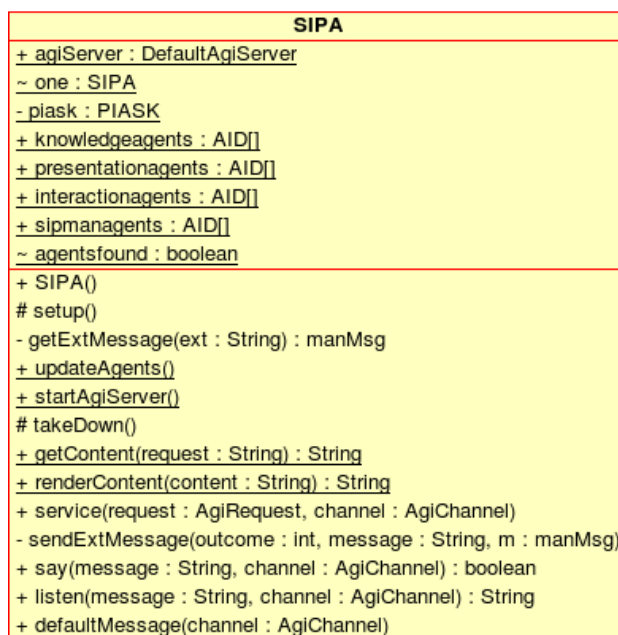 SIPA
+ agiServer : DefaultAgiServer
~ one : SIPA
- piask : PIASK
+ knowledgeagents : AID[]
+ presentationagents : AID[]
+ interactionagents : AID[]
+ sipmanagents : AID[]
~ agentsfound : boolean
+ SIPA()
# setup()
- getExtMessage(ext : String) : manMsg
+ updateAgents()
+ startAgiServer()
# takeDown()
+ getContent(request : String) : String
+ renderContent(content : String) : String
+ service(request : AgiRequest, channel : AgiChannel)
- sendExtMessage(outcome : int, message : String, m : manMsg)
+ say(message : String, channel : AgiChannel) : boolean
+ listen(message : String, channel : AgiChannel) : String
+ defaultMessage(channel : AgiChannel)